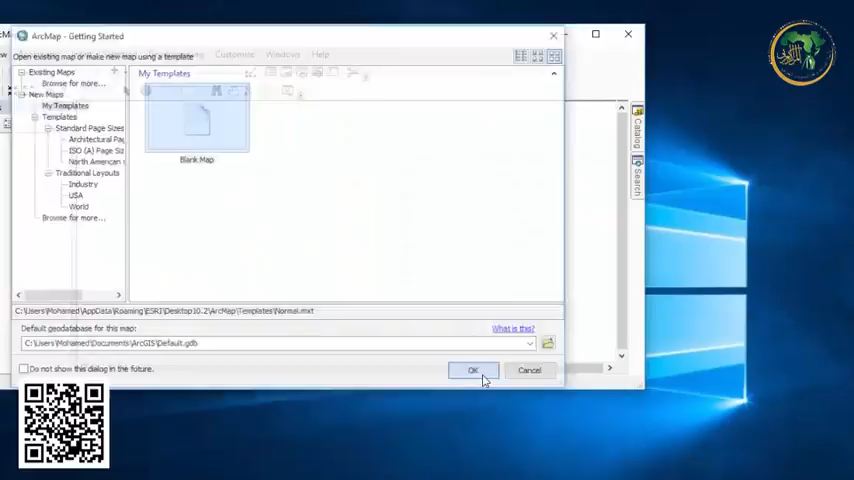 ArcMap - Getting Started
Customize Windows Help
Open existing map or make new map using a template
Existing Maps
Browse for more...
New Maps
My Templates
Templates
Standard Page Sizes
Architectural Pag
ISO (A) Page Siz
North American
Traditional Layouts
Industry
USA
World
Browse for more...
My Templates
Blank Map
Catalog
Search
C:\Users\Mohamed\AppData\Roaming\ESRI\Desktop10.2\ArcMap\Templates\Normal.mxt
Default geodatabase for this map:
What is this?
C:\Users\Mohamed\Documents\ArcGIS\Default.gdb
Do not show this dialog in the future.
OK
Cancel